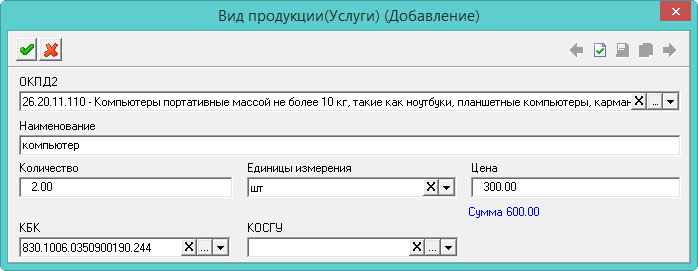 Вид продукции(Услуги) (Добавление)
ОКПД2
26.20.11.110 - Компьютеры портативные массой не более 10 кг, такие как ноутбуки, планшетные компьютеры, карман
Наименование
компьютер
Количество Единицы измерения Цена
2.00 шт 300.00
Сумма 600.00
КБК КОСГУ
830.1006.0350900190.244